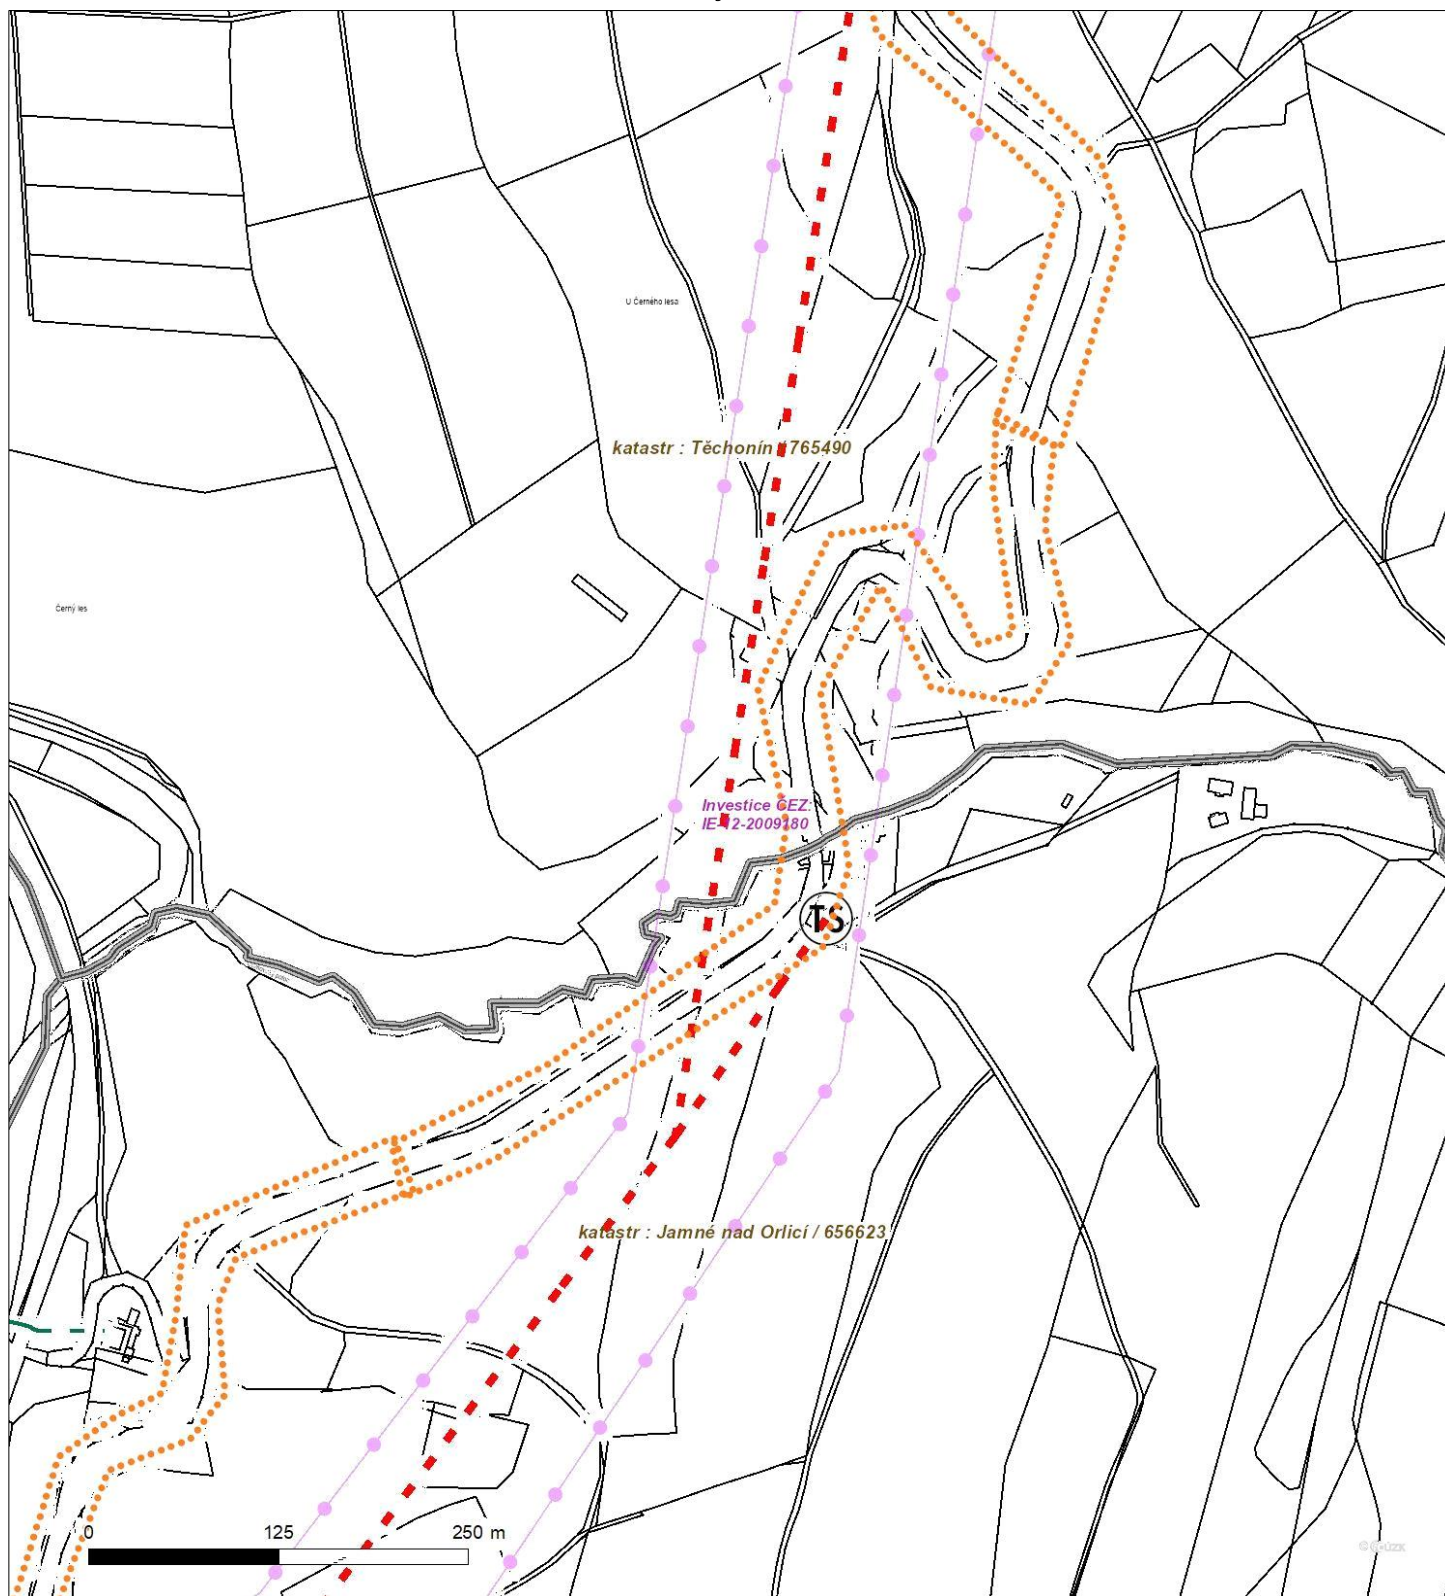 U Černého lesa
katastr : Těchonín / 765490
Černý les
Investice ČEZ:
IE-12-2009180
TS
katastr : Jamné nad Orlicí / 656623
0 125 250 m
© ČÚZK